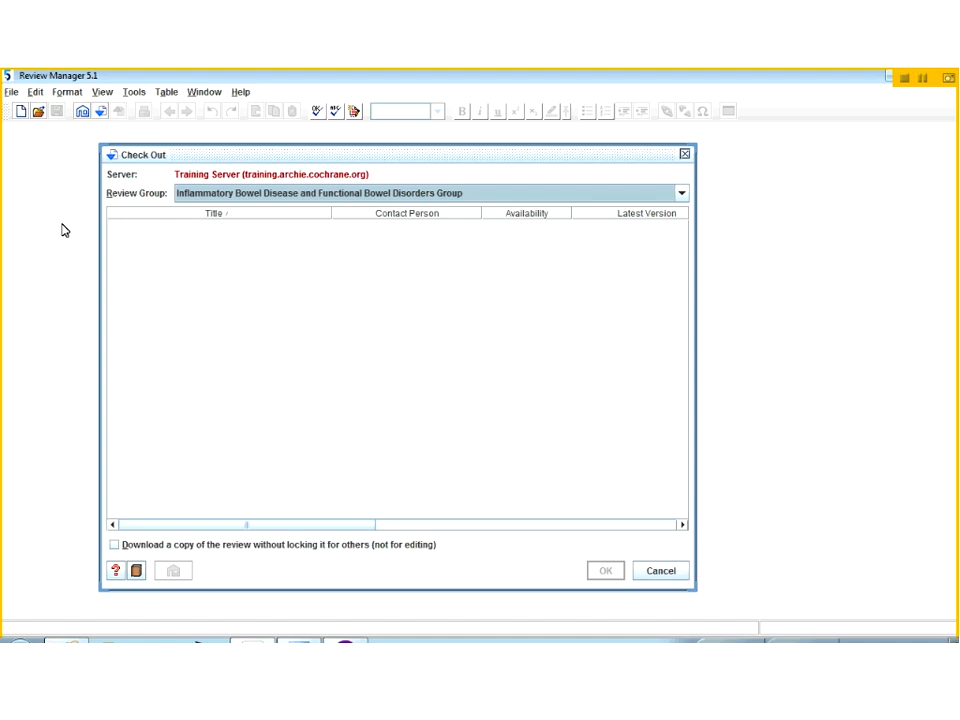 Review Manager 5.1
File Edit Format View Tools Table Window Help
Check Out
Server: Training Server (training.archie.cochrane.org)
Review Group: Inflammatory Bowel Disease and Functional Bowel Disorders Group
Title Contact Person Availability Latest Version
Download a copy of the review without locking it for others (not for editing)
OK Cancel